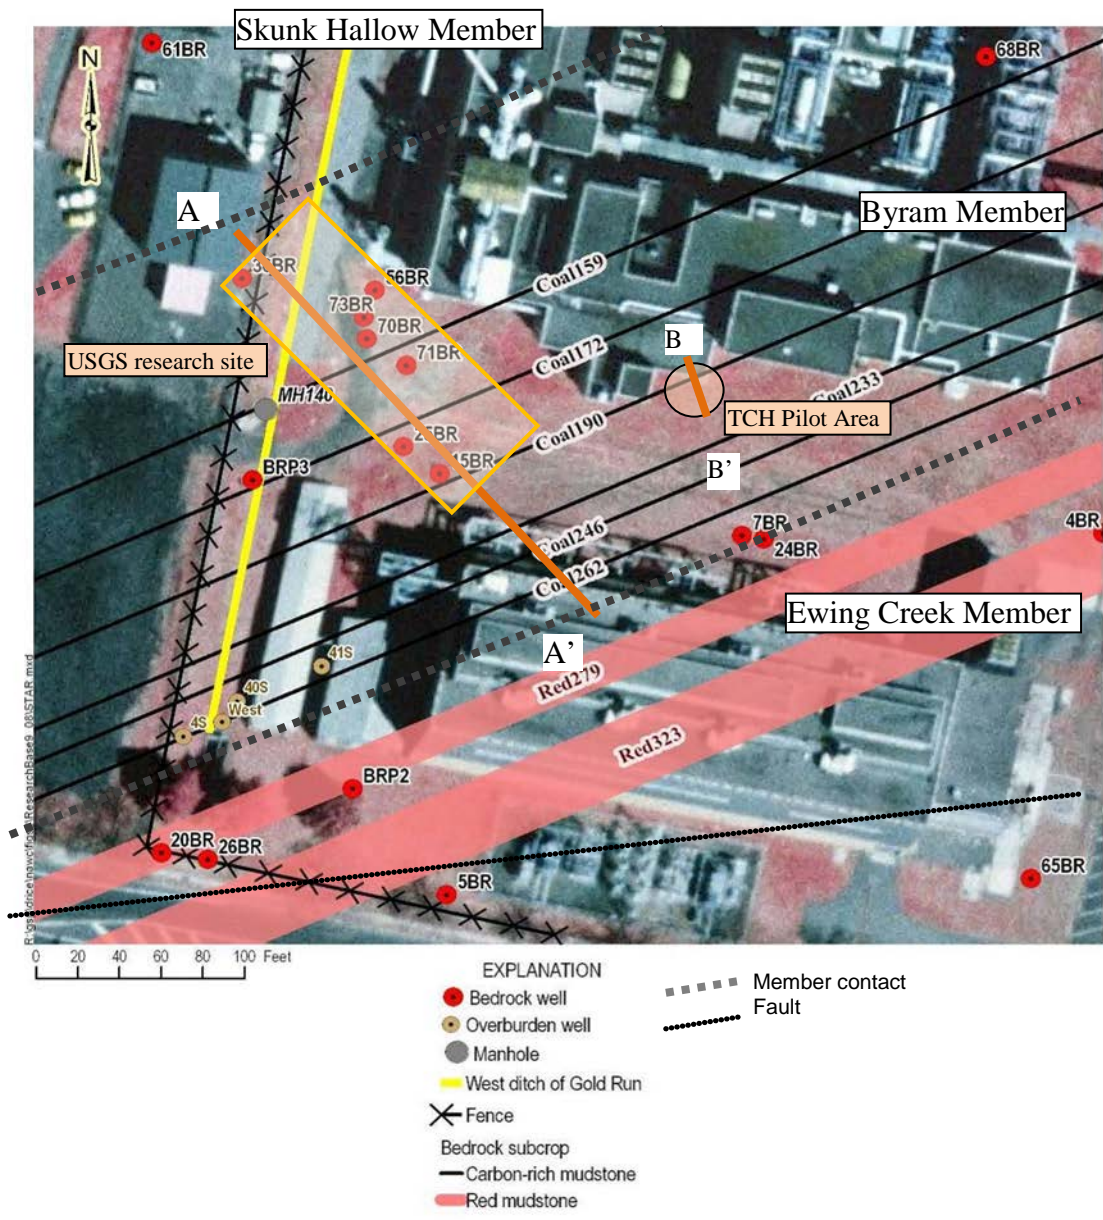 Skunk Hallow Member
61BR
68BR
N
A
Byram Member
Coal159
56BR
73BR
70BR
71BR
USGS research site
Coal172
B
MH140
Coal233
TCH Pilot Area
Coal190
15BR
BRP3
B’
7BR
24BR
4BR
Coal246
Coal262
Ewing Creek Member
A’
41S
Red279
40S
West
4S
Red323
BRP2
20BR
26BR
65BR
5BR
0 20 40 60 80 100 Feet
EXPLANATION
Bedrock well
Overburden well
Manhole
West ditch of Gold Run
Fence
Bedrock subcrop
Carbon-rich mudstone
Red mudstone
Member contact
Fault